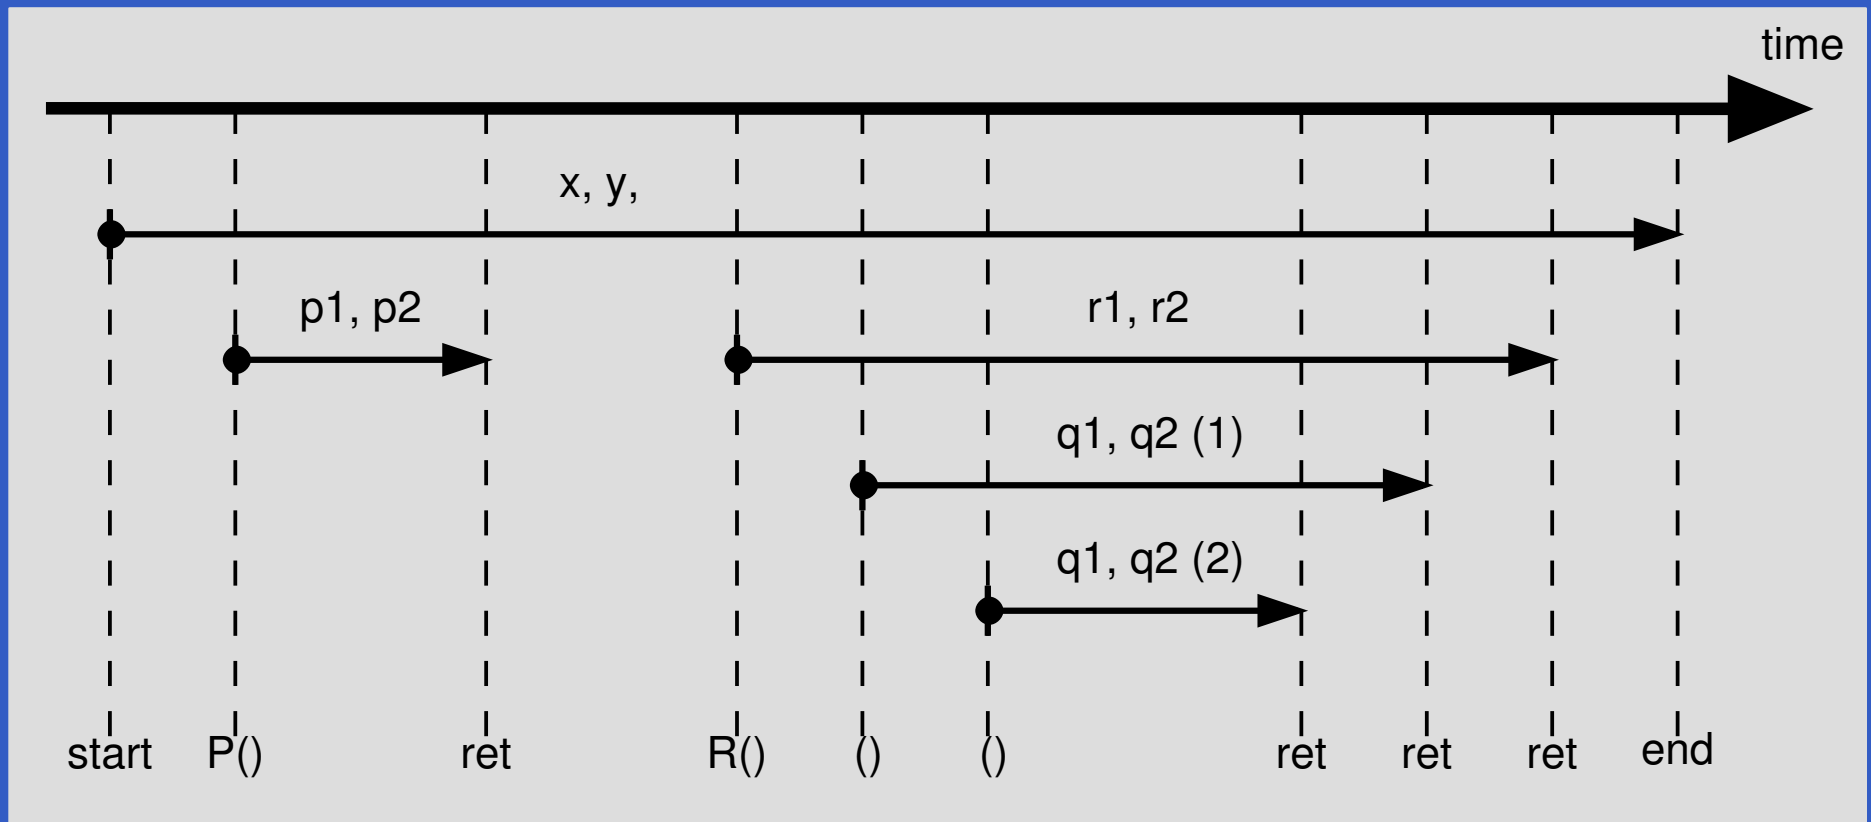 time
x, y,
p1, p2
r1, r2
q1, q2 (1)
q1, q2 (2)
start P() ret R() () () ret ret ret end